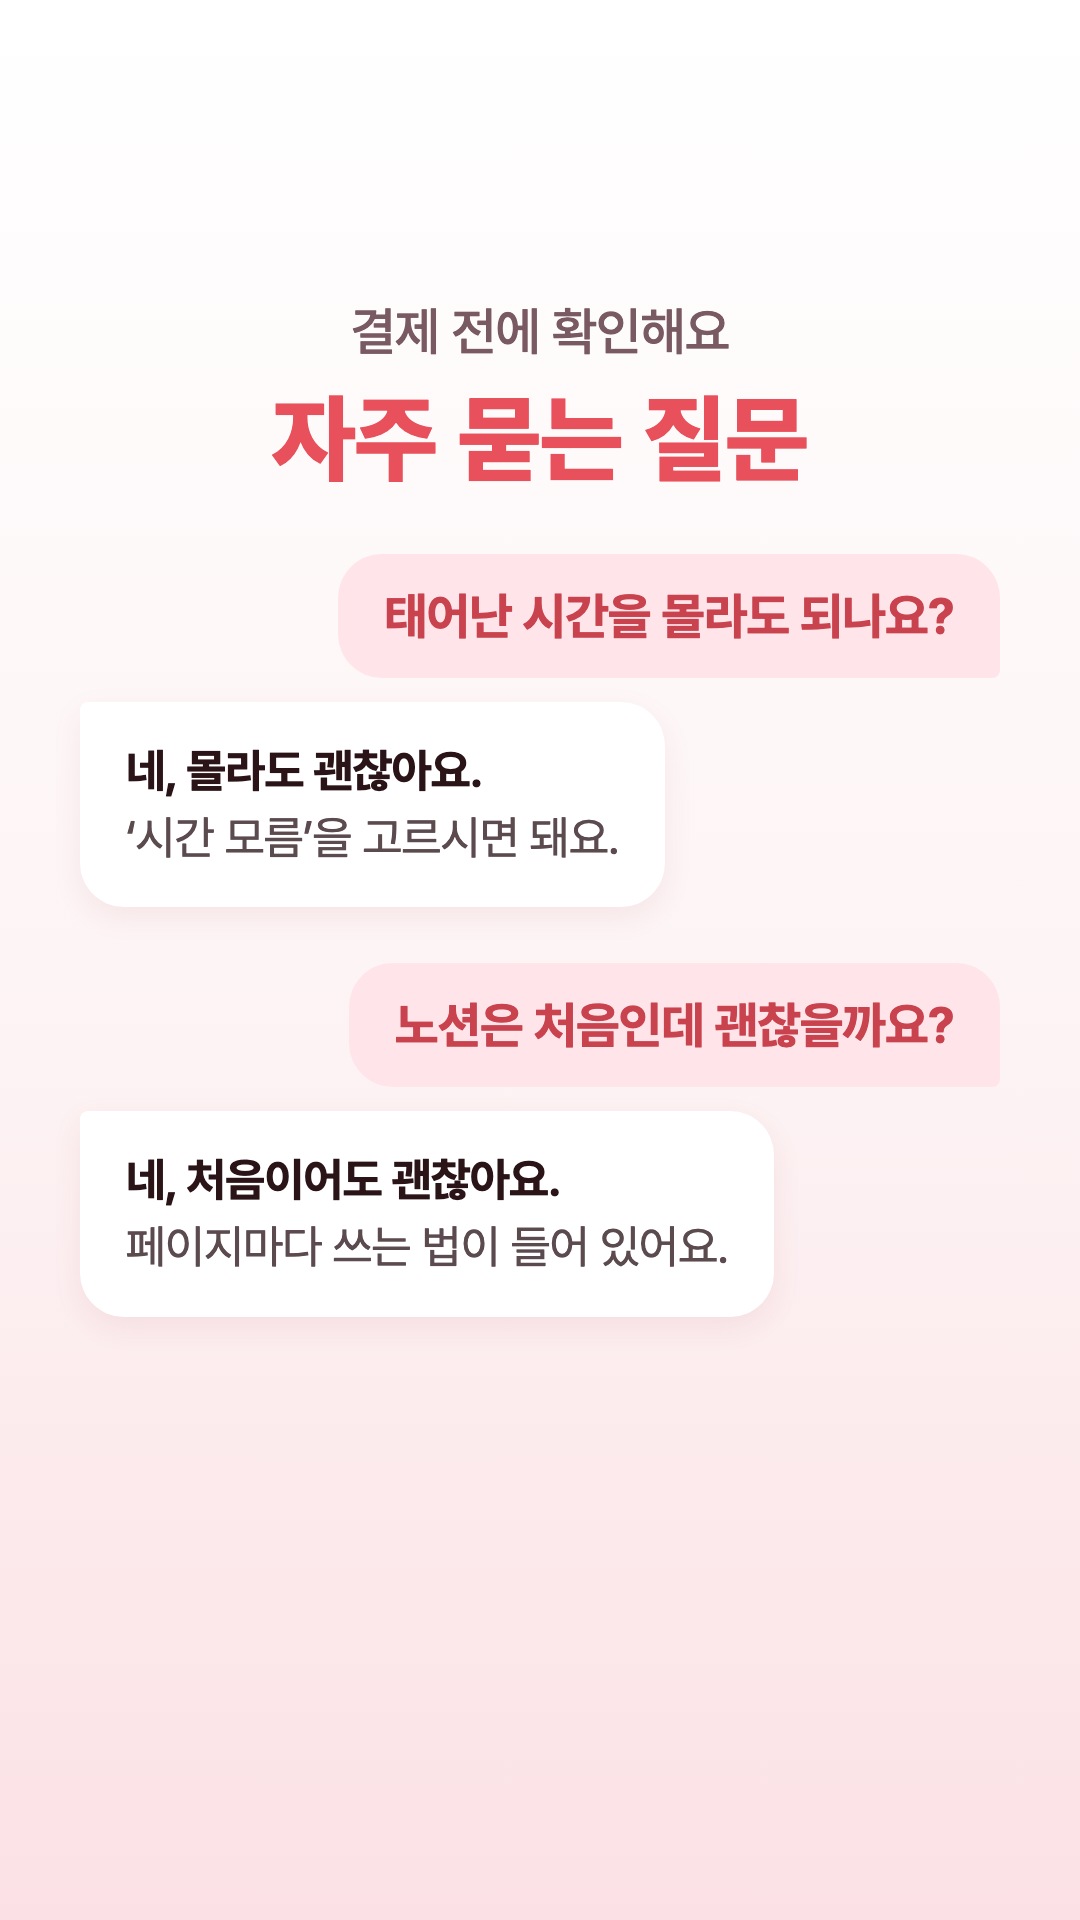 결제 전에 확인해요
자주 묻는 질문
태어난 시간을 몰라도 되나요?
네, 몰라도 괜찮아요.
‘시간 모름’을 고르시면 돼요.
노션은 처음인데 괜찮을까요?
네, 처음이어도 괜찮아요.
페이지마다 쓰는 법이 들어 있어요.